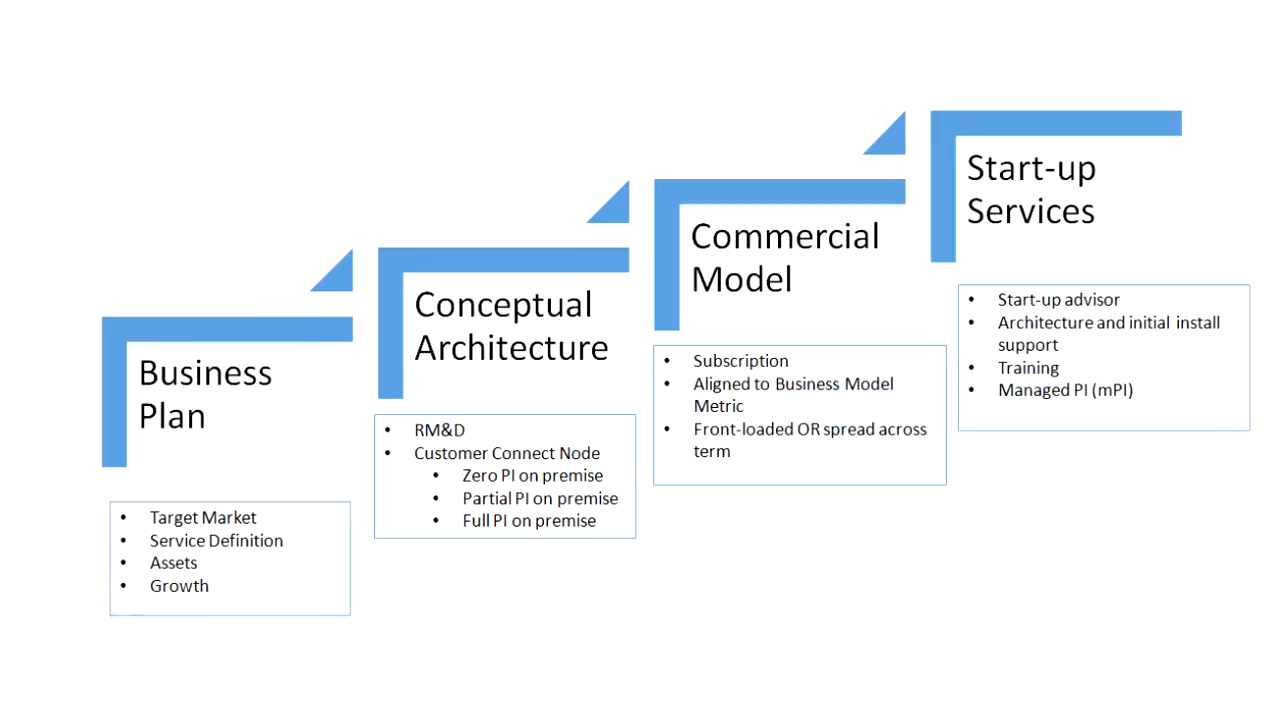 Business
Plan
• Target Market
• Service Definition
• Assets
• Growth
Conceptual
Architecture
• RM&D
• Customer Connect Node
• Zero PI on premise
• Partial PI on premise
• Full PI on premise
Commercial
Model
• Subscription
• Aligned to Business Model
Metric
• Front-loaded OR spread across
term
Start-up
Services
• Start-up advisor
• Architecture and initial install
support
• Training
• Managed PI (mPI)